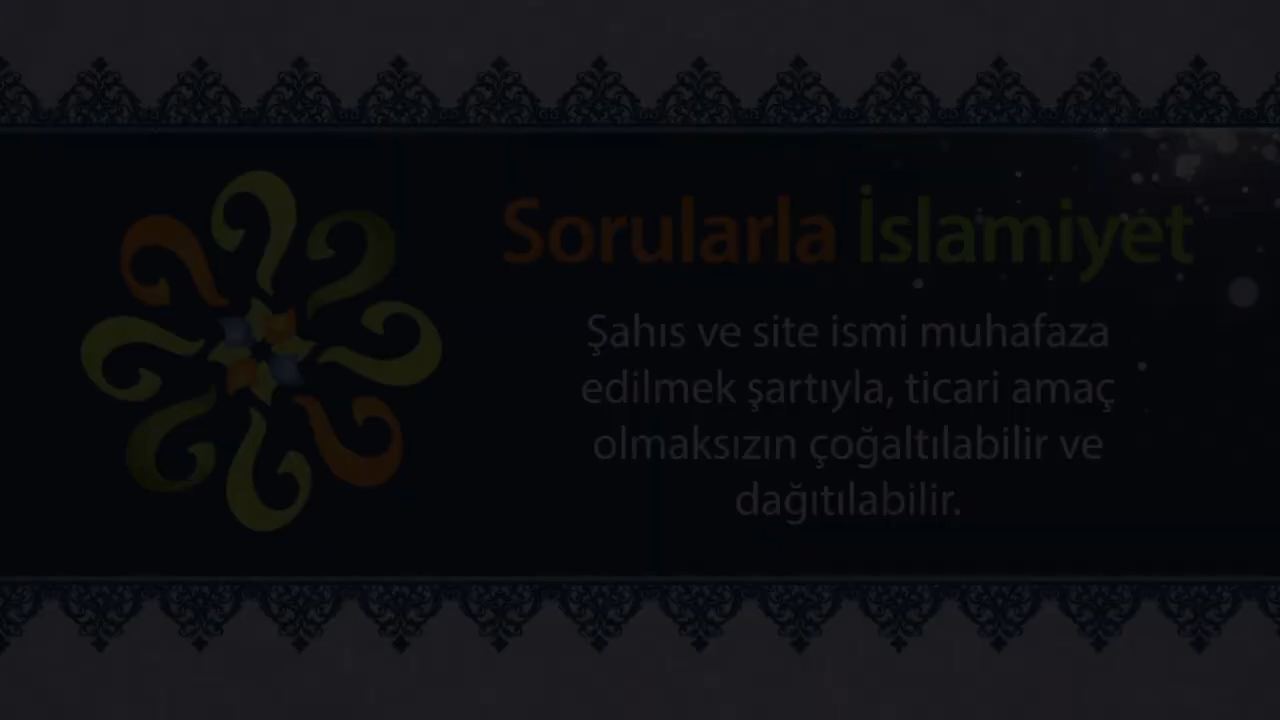 Sorularla İslamiyet
Şahıs ve site ismi muhafaza
edilmek şartıyla, ticari amaç
olmaksızın çoğaltılabilir ve
dağıtılabilir.